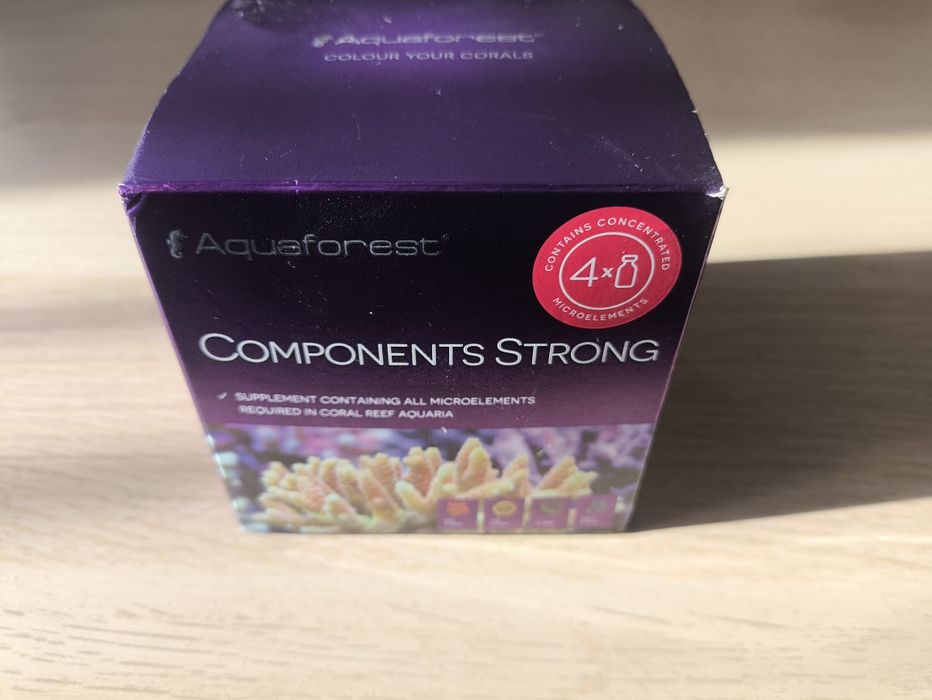 Aquaforest
COLOUR YOUR CORALS
Aquaforest®
CONTAINS CONCENTRATED
4x
MICROELEMENTS
COMPONENTS STRONG
✓ SUPPLEMENT CONTAINING ALL MICROELEMENTS
REQUIRED IN CORAL REEF AQUARIA